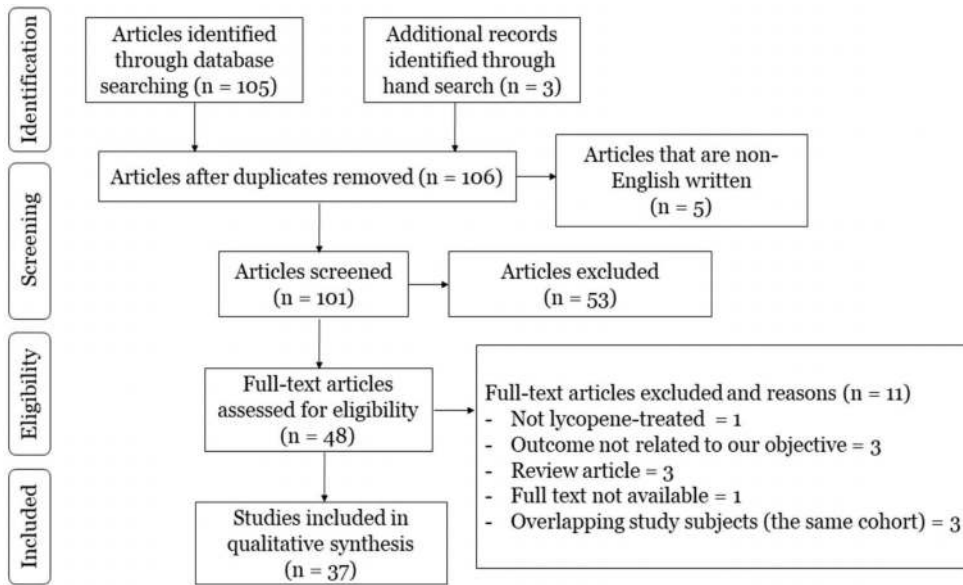 Identification
Articles identified
through database
searching (n = 105)
Additional records
identified through
hand search (n = 3)
Screening
Articles after duplicates removed (n = 106)
Articles that are non-
English written
(n = 5)
Articles screened
(n = 101)
Articles excluded
(n = 53)
Eligibility
Full-text articles
assessed for eligibility
(n = 48)
Full-text articles excluded and reasons (n = 11)
- Not lycopene-treated = 1
- Outcome not related to our objective = 3
- Review article = 3
- Full text not available = 1
- Overlapping study subjects (the same cohort) = 3
Included
Studies included in
qualitative synthesis
(n = 37)